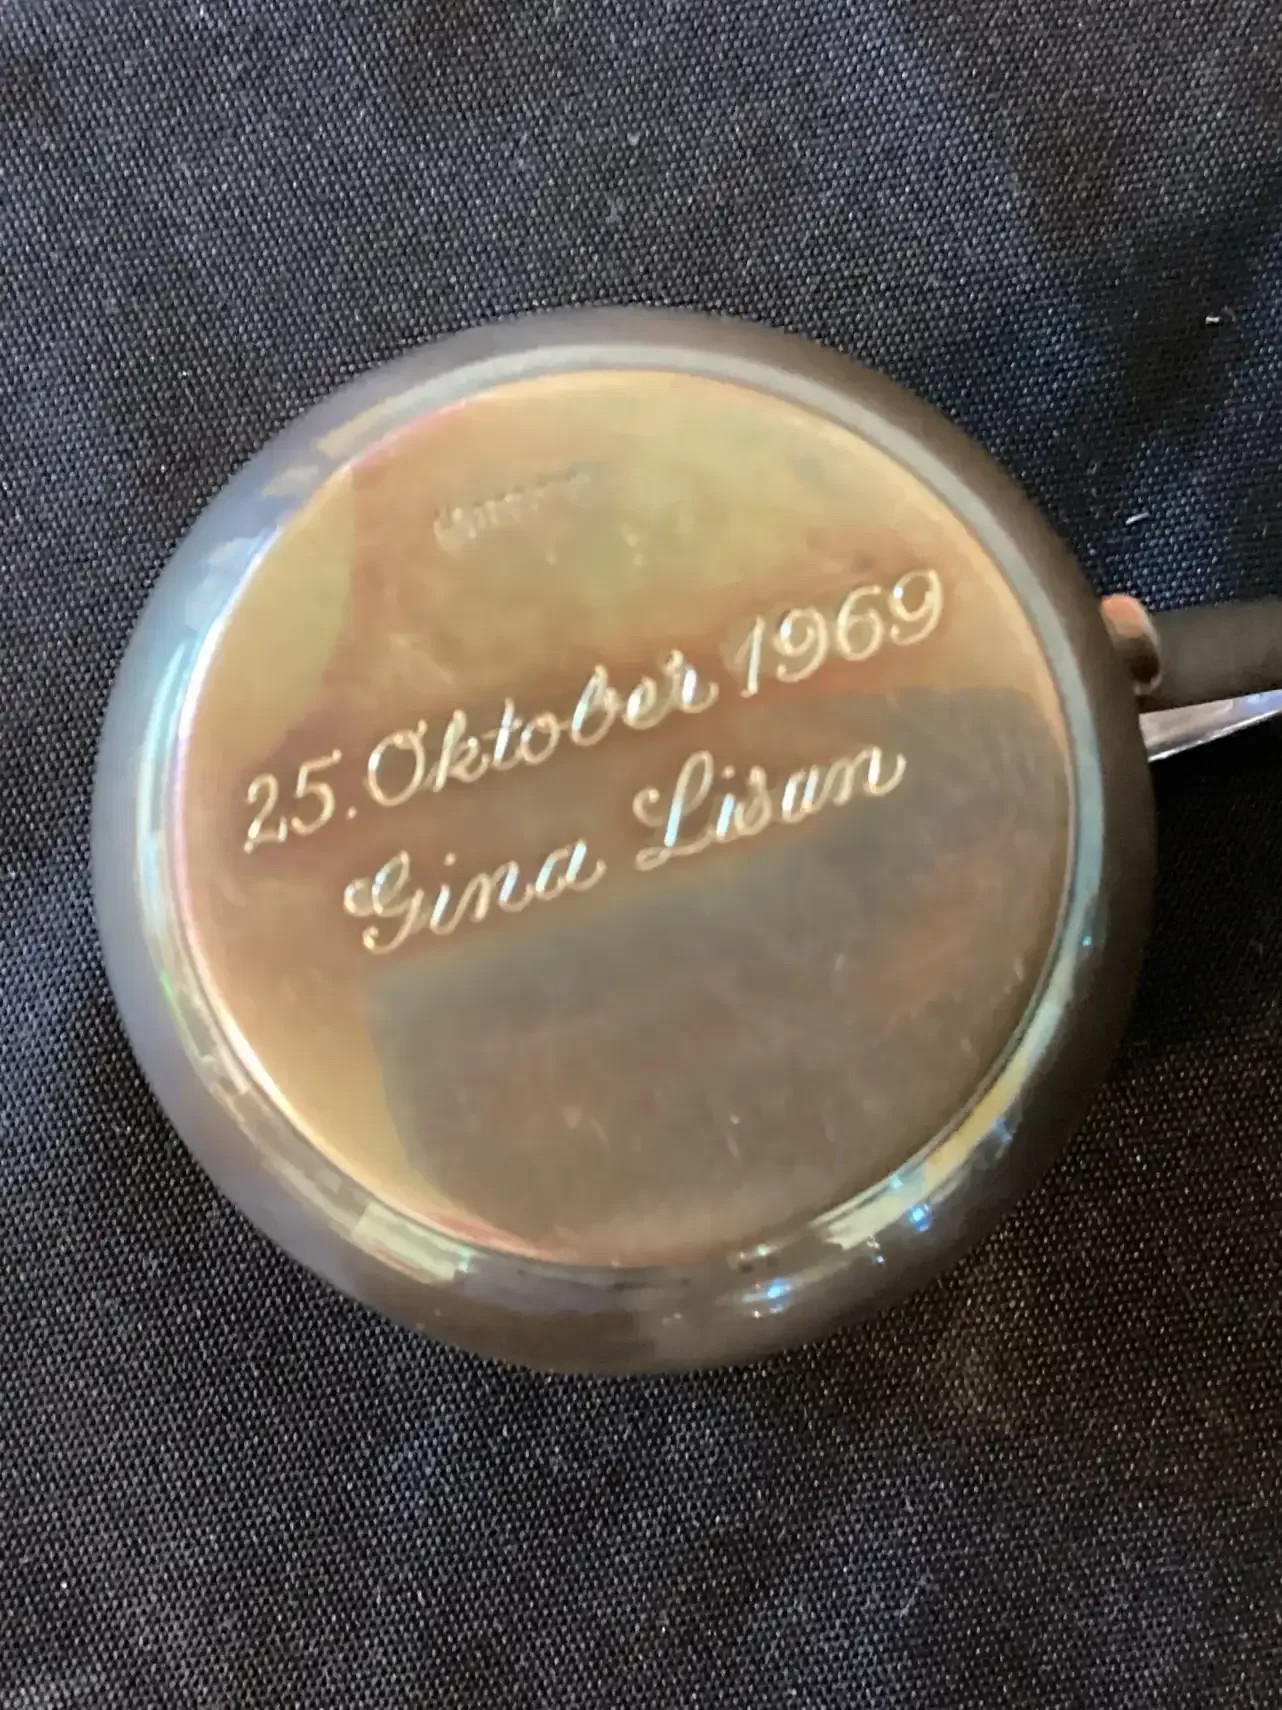 25. Oktober 1969
Gina Lisan